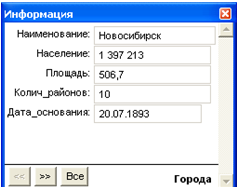 Информация
Наименование: Новосибирск
Население: 1 397 213
Площадь: 506,7
Колич_районов: 10
Дата_основания: 20.07.1893
<< >> Все Города